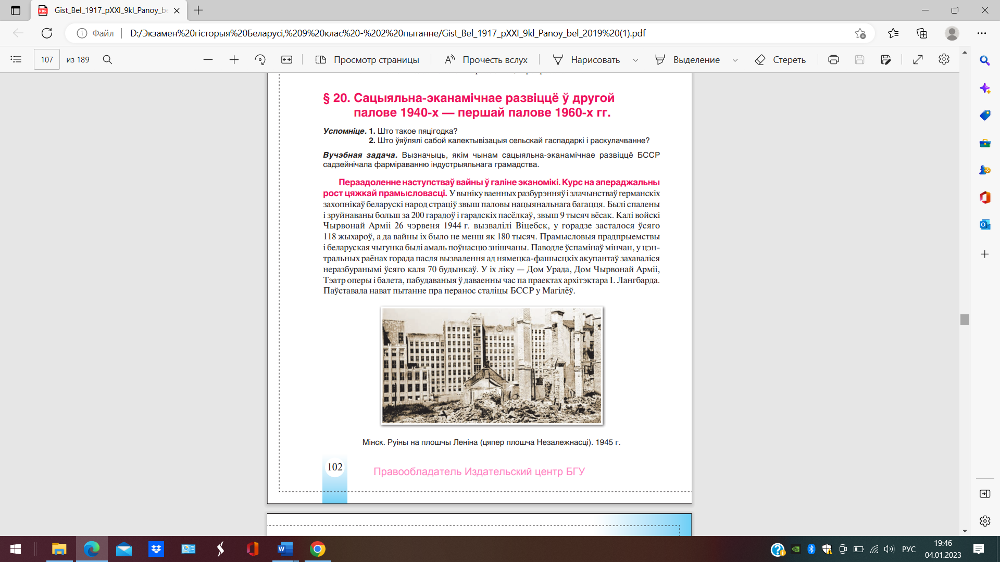 Gist_Bel_1917_pXXI_9kl_Panoy_be
Файл
D:/Экзамен%20гісторыя%20Беларусі,%209%20клас%20-%202%20пытанне/Gist_Bel_1917_pXXI_9kl_Panoy_bel_2019%20(1).pdf
107 из 189
Просмотр страницы
Прочесть вслух
Нарисовать
Выделение
Стереть
§ 20. Сацыяльна-эканамічнае развіццё ў другой
палове 1940-х — першай палове 1960-х гг.
Успомніце. 1. Што такое пяцігодка?
2. Што ўяўлялі сабой калектывізацыя сельскай гаспадаркі і раскулачванне?
Вучэбная задача. Вызначыць, якім чынам сацыяльна-эканамічнае развіццё БССР
садзейнічала фарміраванню індустрыяльнага грамадства.
Пераадоленне наступстваў вайны ў галіне эканомікі. Курс на апераджальны
рост цяжкай прамысловасці. У выніку ваенных разбурэнняў і злачынстваў германскіх
захопнікаў беларускі народ страціў звыш паловы нацыянальнага багацця. Былі спалены
і зруйнаваны больш за 200 гарадоў і гарадскіх пасёлкаў, звыш 9 тысяч вёсак. Калі войскі
Чырвонай Арміі 26 чэрвеня 1944 г. вызвалілі Віцебск, у горадзе засталося ўсяго
118 жыхароў, а да вайны іх было не менш як 180 тысяч. Прамысловыя прадпрыемствы
і беларуская чыгунка былі амаль поўнасцю знішчаны. Паводле ўспамінаў мінчан, у цэн-
тральных раёнах горада пасля вызвалення ад нямецка-фашысцкіх акупантаў захаваліся
неразбуранымі ўсяго каля 70 будынкаў. У іх ліку — Дом Урада, Дом Чырвонай Арміі,
Тэатр оперы і балета, пабудаваныя ў даваенны час па праектах архітэктара І. Лангбарда.
Паўставала нават пытанне пра перанос сталіцы БССР у Магілёў.
Мінск. Руіны на плошчы Леніна (цяпер плошча Незалежнасці). 1945 г.
102
Правообладатель Издательский центр БГУ
РУС
19:46
04.01.2023